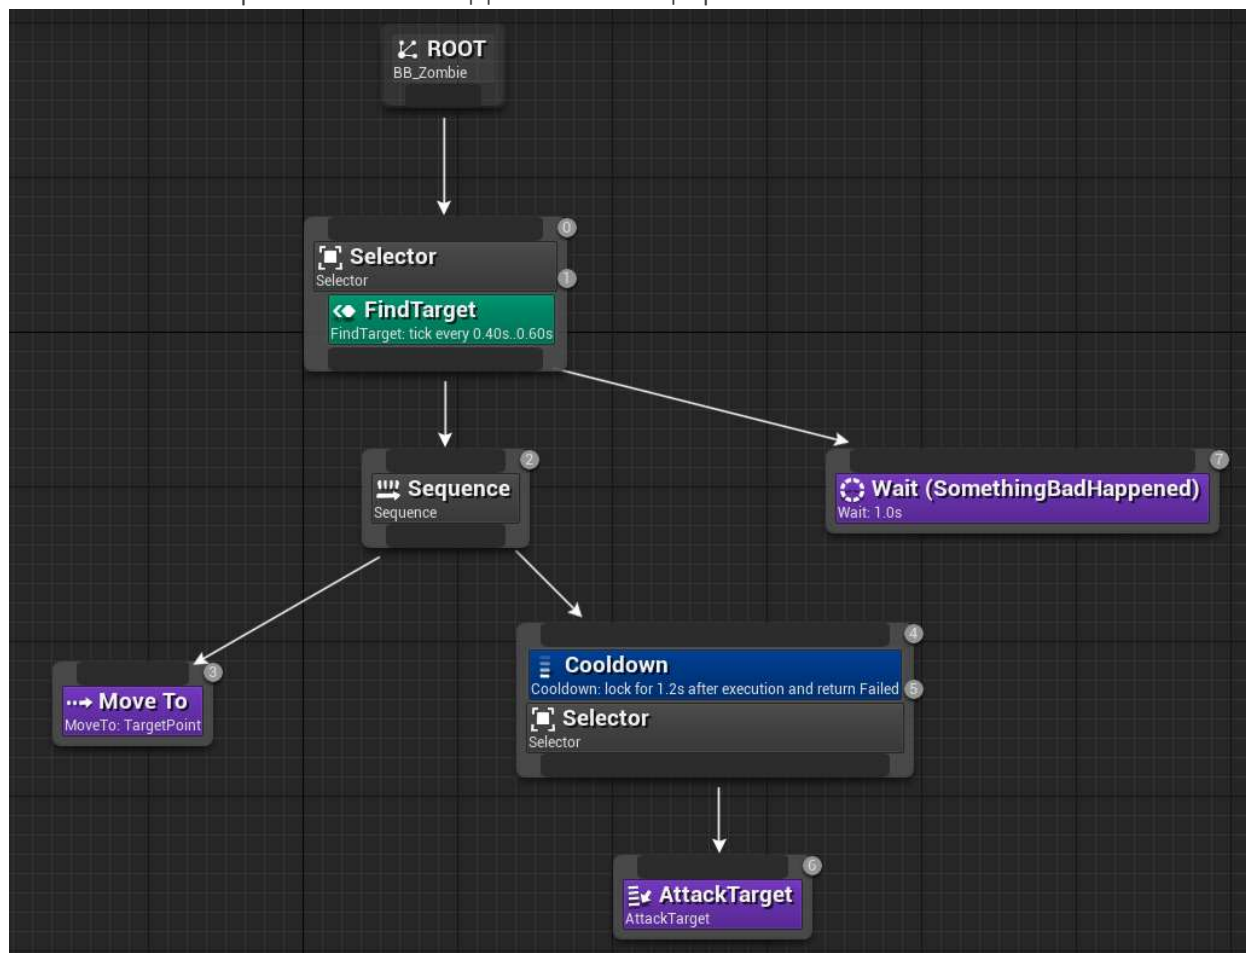 ROOT
BB_Zombie
0
Selector
Selector
1
FindTarget
FindTarget: tick every 0.40s..0.60s
2
Sequence
Sequence
7
Wait (SomethingBadHappened)
Wait: 1.0s
3
Move To
MoveTo: TargetPoint
4
Cooldown
Cooldown: lock for 1.2s after execution and return Failed
5
Selector
Selector
6
AttackTarget
AttackTarget